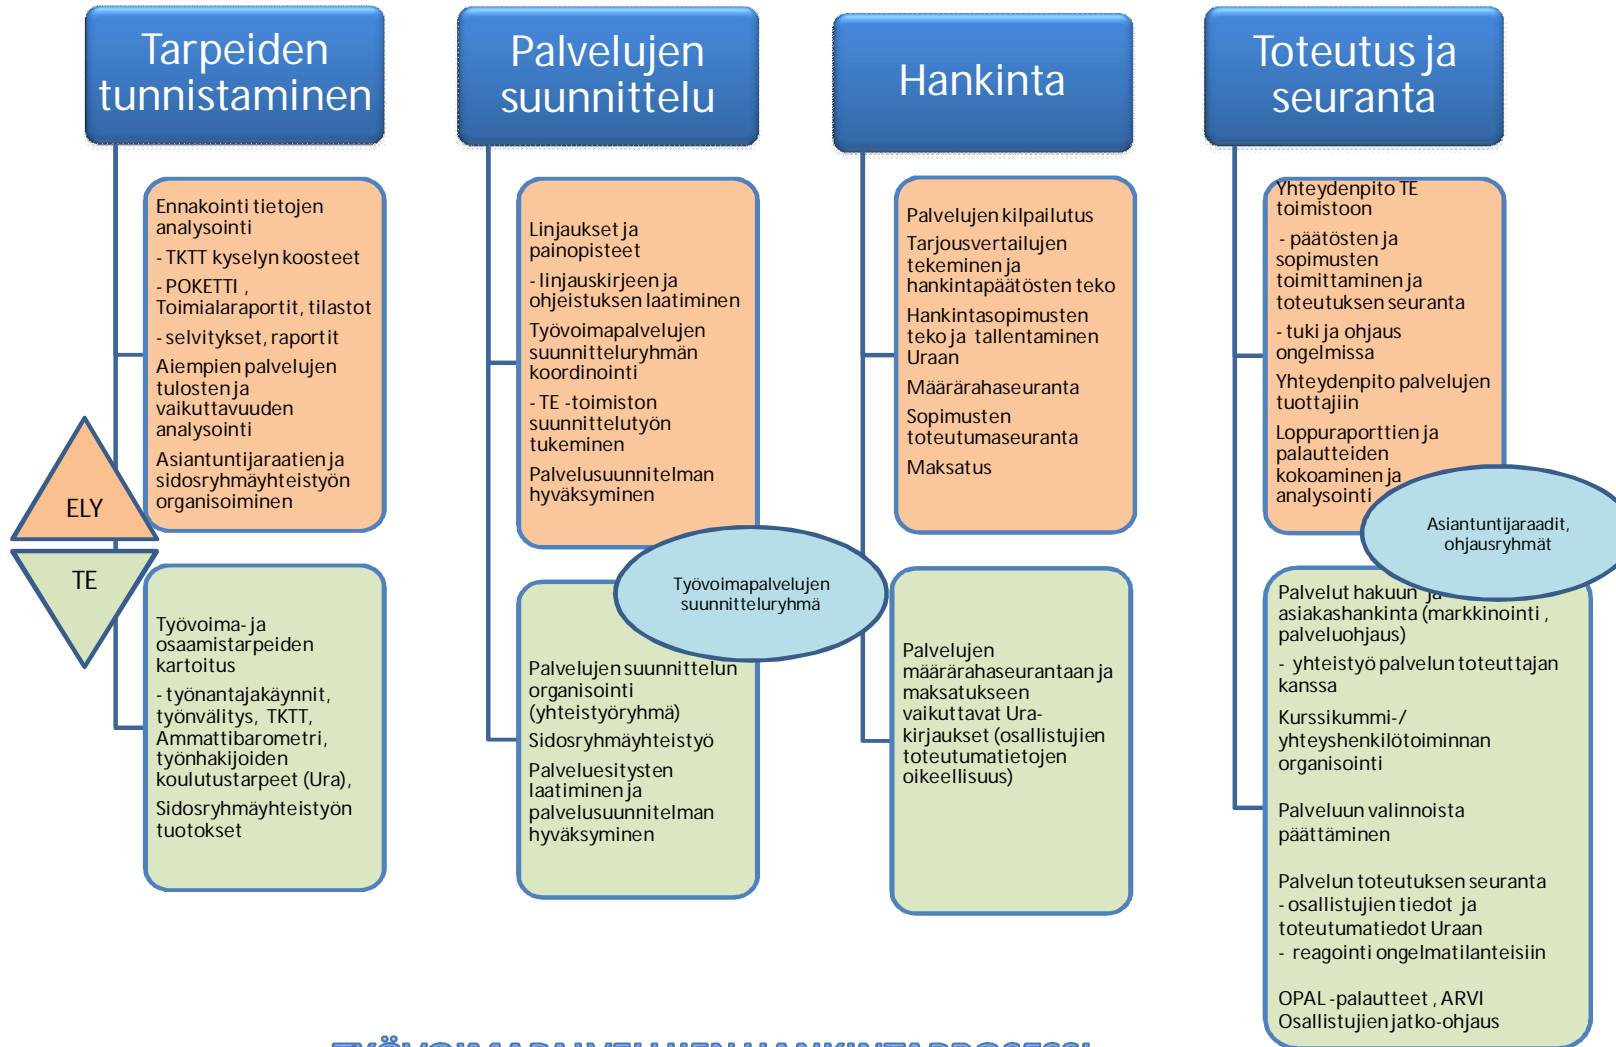 Tarpeiden
tunnistaminen
Ennakointi tietojen
analysointi
- TKTT kyselyn koosteet
- POKETTI ,
Toimialaraportit, tilastot
- selvitykset, raportit
Aiempien palvelujen
tulosten ja
vaikuttavuuden
analysointi
Asiantuntijaraatien ja
sidosryhmäyhteistyön
organisoiminen
ELY
TE
Työvoima- ja
osaamistarpeiden
kartoitus
- työnantajakäynnit,
työnvälitys, TKTT,
Ammattibarometri,
työnhakijoiden
koulutustarpeet (Ura),
Sidosryhmäyhteistyön
tuotokset
Palvelujen
suunnittelu
Linjaukset ja
painopisteet
- linjauskirjeen ja
ohjeistuksen laatiminen
Työvoimapalvelujen
suunnitteluryhmän
koordinointi
- TE -toimiston
suunnittelutyön
tukeminen
Palvelusuunnitelman
hyväksyminen
Työvoimapalvelujen
suunnitteluryhmä
Palvelujen suunnittelun
organisointi
(yhteistyöryhmä)
Sidosryhmäyhteistyö
Palveluesitysten
laatiminen ja
palvelusuunnitelman
hyväksyminen
Hankinta
Palvelujen kilpailutus
Tarjousvertailujen
tekeminen ja
hankintapäätösten teko
Hankintasopimusten
teko ja tallentaminen
Uraan
Määrärahaseuranta
Sopimusten
toteutumaseuranta
Maksatus
Palvelujen
määrärahaseurantaan ja
maksatukseen
vaikuttavat Ura-
kirjaukset (osallistujien
toteutumatietojen
oikeellisuus)
Toteutus ja
seuranta
Yhteydenpito TE
toimistoon
- päätösten ja
sopimusten
toimittaminen ja
toteutuksen seuranta
- tuki ja ohjaus
ongelmissa
Yhteydenpito palvelujen
tuottajiin
Loppuraporttien ja
palautteiden
kokoaminen ja
analysointi
Asiantuntijaraadit,
ohjausryhmät
Palvelut hakuun ja
asiakashankinta (markkinointi ,
palveluohjaus)
- yhteistyö palvelun toteuttajan
kanssa
Kurssikummi-/
yhteyshenkilötoiminnan
organisointi
Palveluun valinnoista
päättäminen
Palvelun toteutuksen seuranta
- osallistujien tiedot ja
toteutumatiedot Uraan
- reagointi ongelmatilanteisiin
OPAL -palautteet , ARVI
Osallistujien jatko-ohjaus
TYÖVOIMAPALVELUJEN HANKINTAPROSESSI